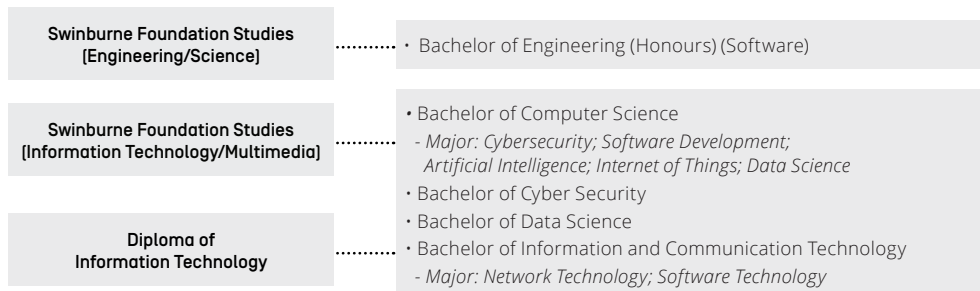 Swinburne Foundation Studies
(Engineering/Science)
• Bachelor of Engineering (Honours) (Software)
Swinburne Foundation Studies
(Information Technology/Multimedia)
Diploma of
Information Technology
• Bachelor of Computer Science
- Major: Cybersecurity; Software Development;
Artificial Intelligence; Internet of Things; Data Science
• Bachelor of Cyber Security
• Bachelor of Data Science
• Bachelor of Information and Communication Technology
- Major: Network Technology; Software Technology